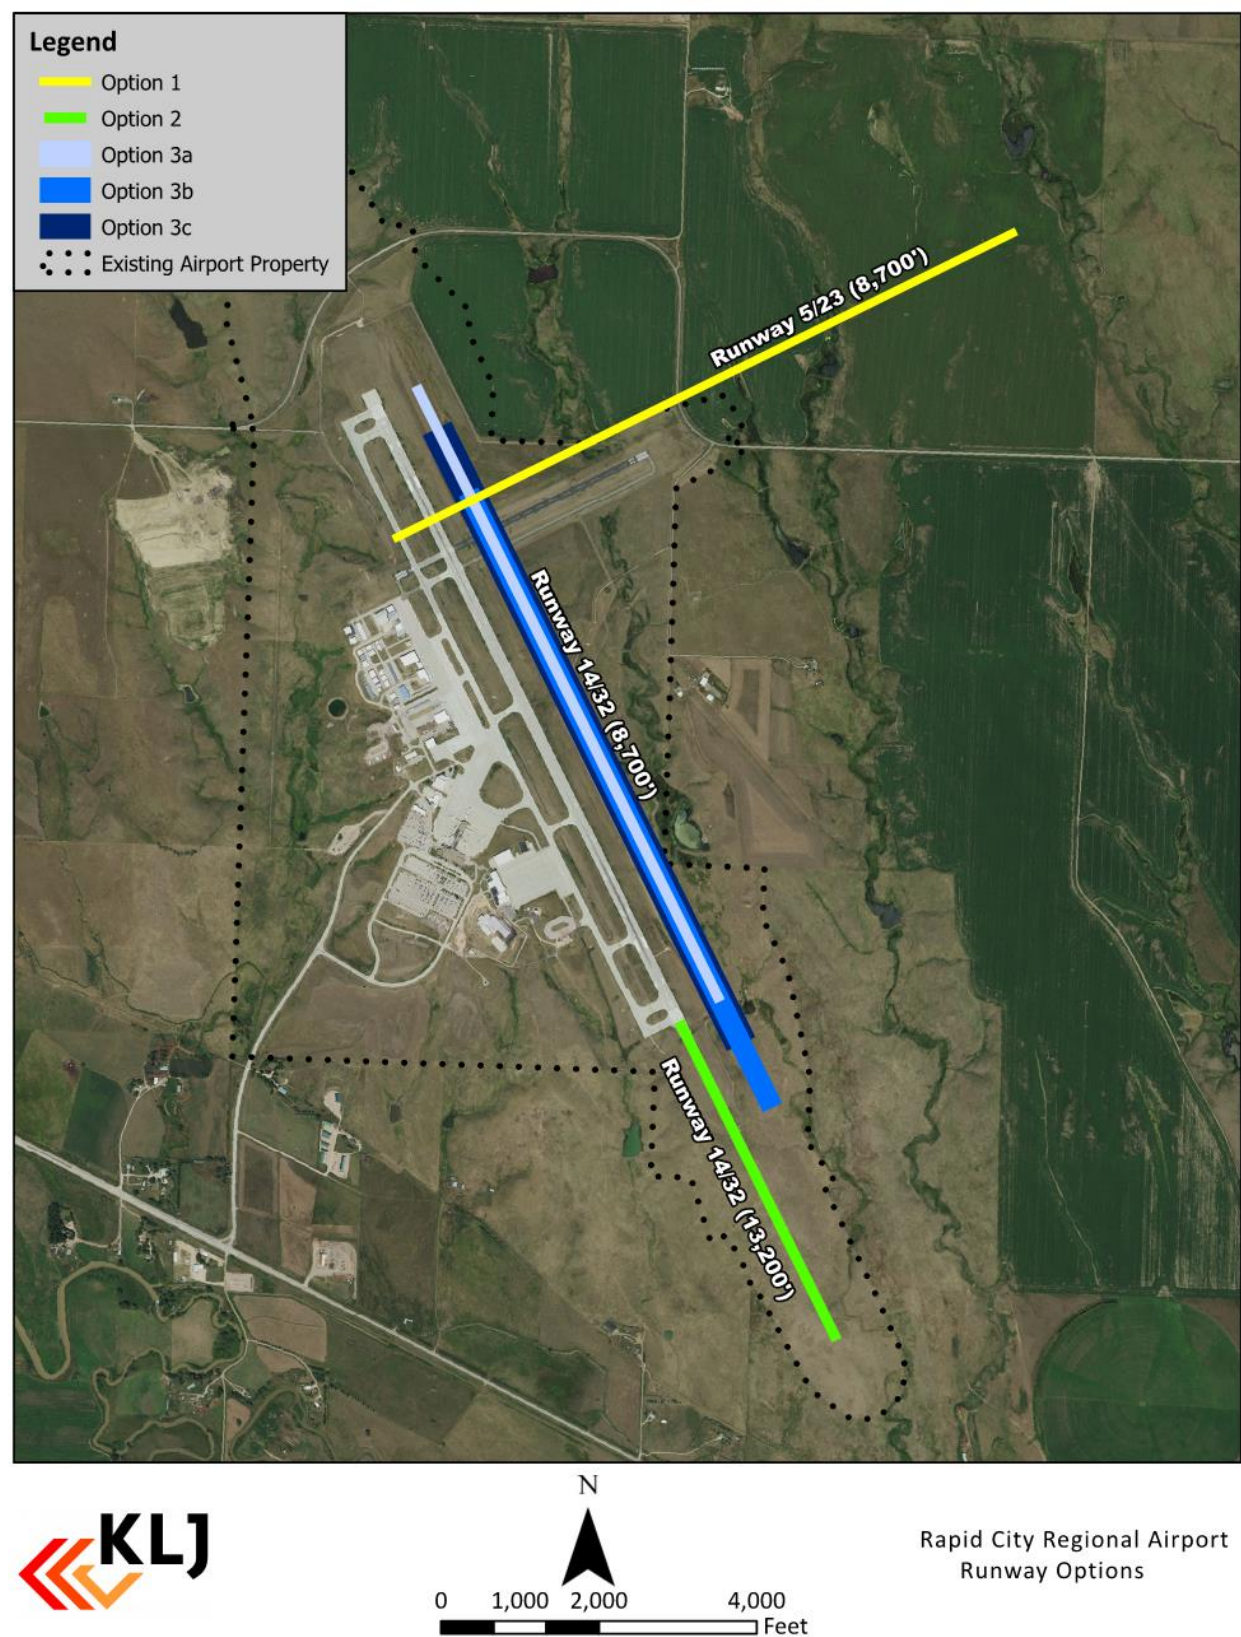 Legend
Option 1
Option 2
Option 3a
Option 3b
Option 3c
Existing Airport Property
Runway 5/23 (8,700')
Runway 14/32 (8,700')
Runway 14/32 (13,200')
KLJ
N
0 1,000 2,000 4,000
Feet
Rapid City Regional Airport
Runway Options